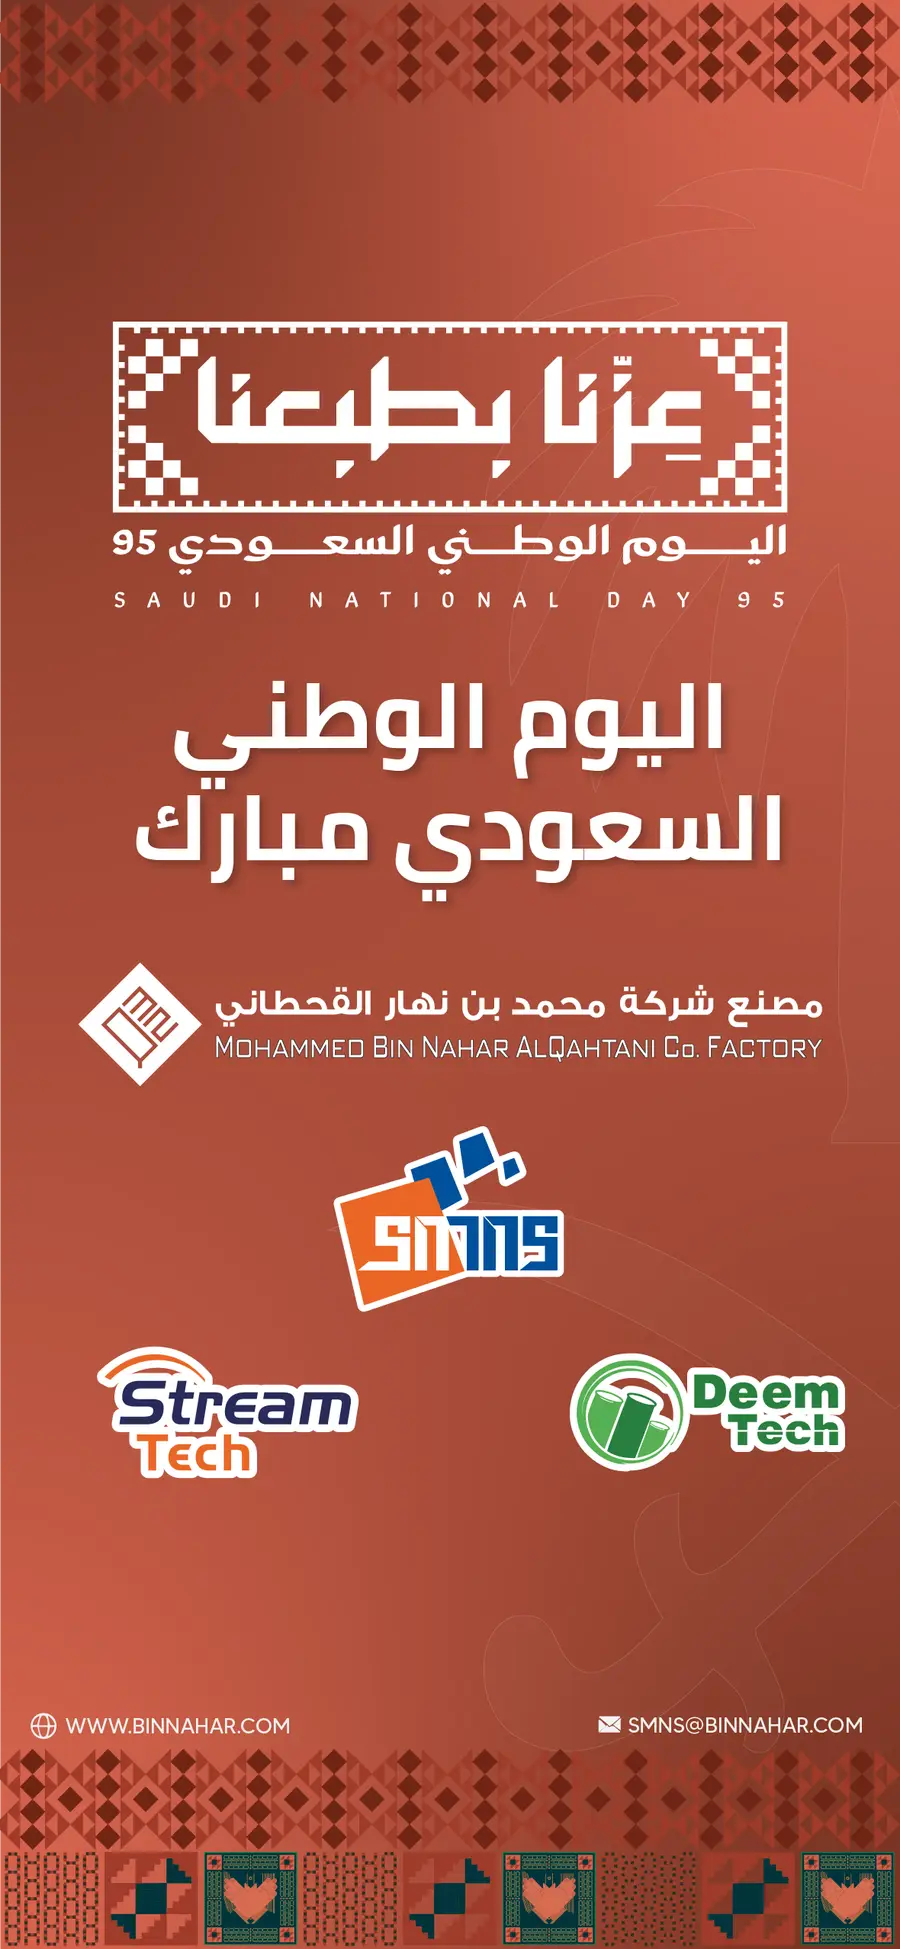 عِزّنا بطبعنا
اليوم الوطني السعودي 95
SAUDI NATIONAL DAY 95
اليوم الوطني
السعودي مبارك
مصنع شركة محمد بن نهار القحطاني
MOHAMMED BIN NAHAR ALQAHTANI CO. FACTORY
smns
Stream
Tech
Deem
Tech
WWW.BINNAHAR.COM
SMNS@BINNAHAR.COM